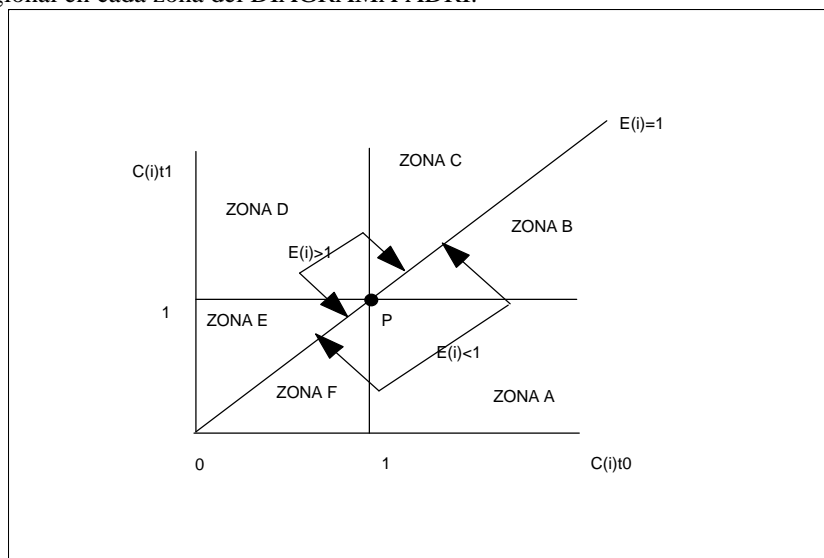 gional en cada zona del DIAGRAMA ADRI.
E(i)=1
C(i)t1
ZONA C
ZONA D
ZONA B
E(i)>1
1
ZONA E
P
E(i)<1
ZONA F
ZONA A
0
1
C(i)t0